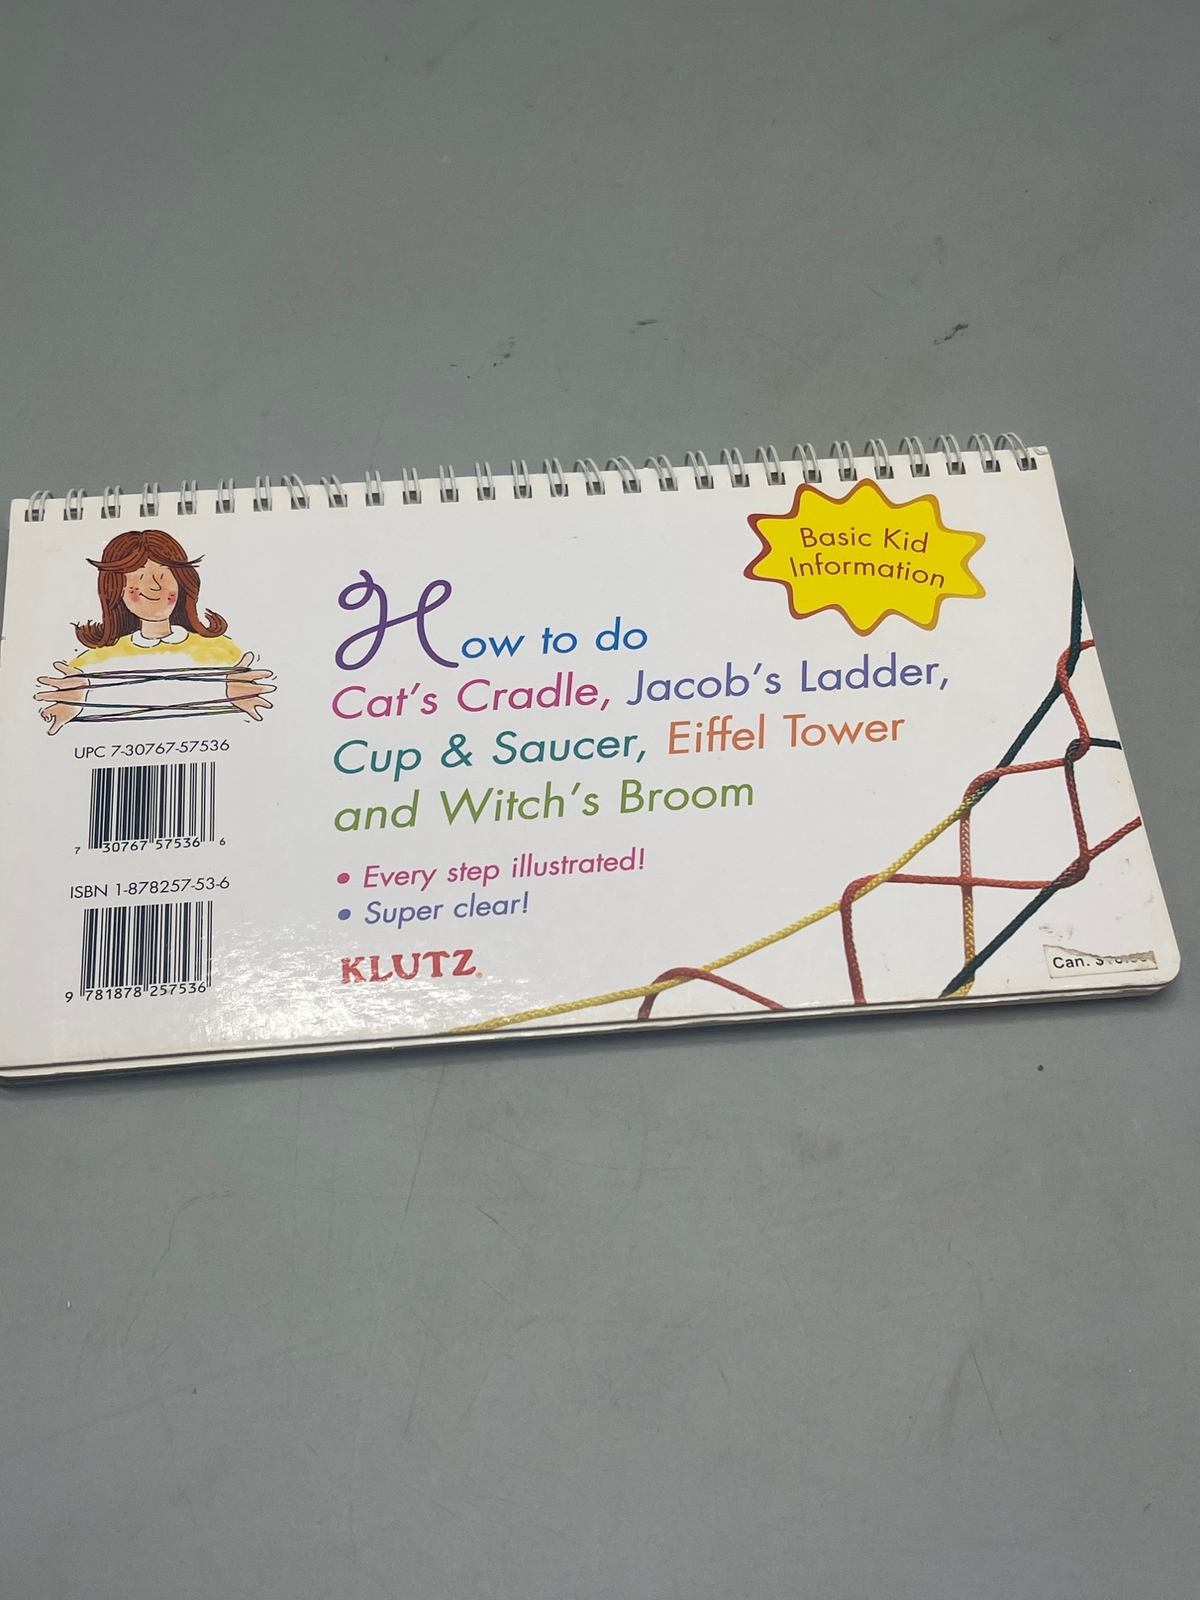 Basic Kid
Information
How to do
Cat's Cradle, Jacob's Ladder,
Cup & Saucer, Eiffel Tower
and Witch's Broom
• Every step illustrated!
• Super clear!
KLUTZ®
UPC 7-30767-57536
7 30767 57536 6
ISBN 1-878257-53-6
9 781878 257536
Can.